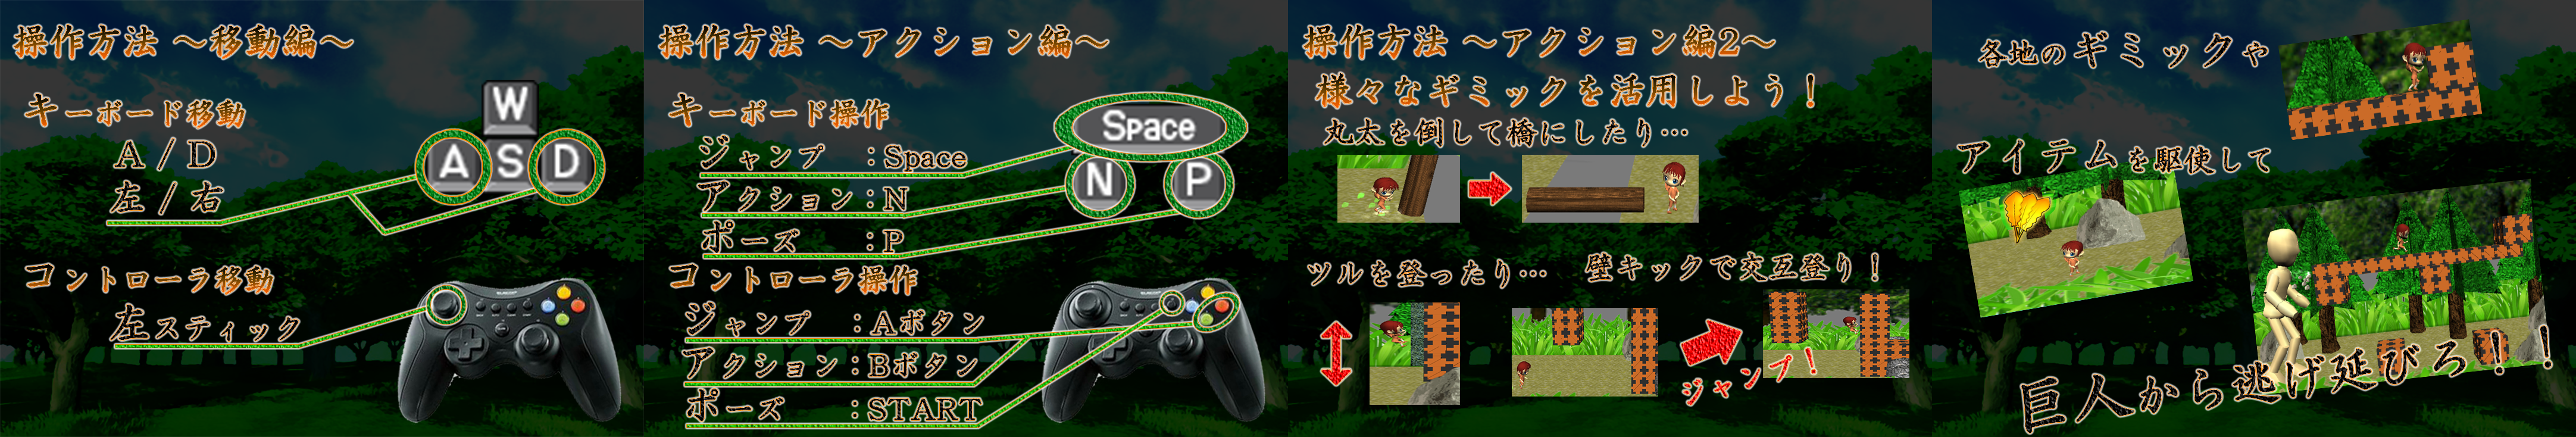 操作方法 ～移動編～
キーボード移動
A / D
左 / 右
W
A S D
コントローラ移動
左スティック
操作方法 ～アクション編～
キーボード操作
ジャンプ ：Space
アクション：N
ポーズ ：P
Space
N P
コントローラ操作
ジャンプ ：Aボタン
アクション：Bボタン
ポーズ ：START
操作方法 ～アクション編2～
様々なギミックを活用しよう！
丸太を倒して橋にしたり…
ツルを登ったり…
壁キックで交互登り！
ジャンプ！
各地のギミックや
アイテムを駆使して
巨人から逃げ延びろ！！